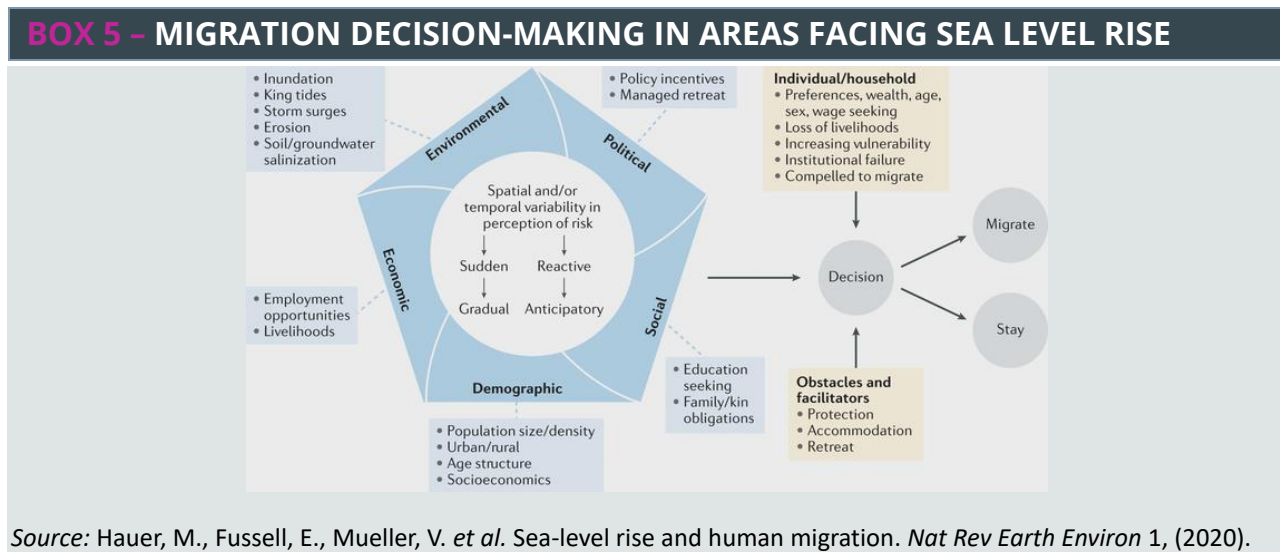 BOX 5 – MIGRATION DECISION-MAKING IN AREAS FACING SEA LEVEL RISE
• Inundation
• King tides
• Storm surges
• Erosion
• Soil/groundwater
salinization
Environmental
• Policy incentives
• Managed retreat
Political
Individual/household
• Preferences, wealth, age,
sex, wage seeking
• Loss of livelihoods
• Increasing vulnerability
• Institutional failure
• Compelled to migrate
Spatial and/or
temporal variability in
perception of risk
Sudden Reactive
Gradual Anticipatory
Economic
• Employment
opportunities
• Livelihoods
Social
• Education
seeking
• Family/kin
obligations
Demographic
• Population size/density
• Urban/rural
• Age structure
• Socioeconomics
Decision
Migrate
Stay
Obstacles and
facilitators
• Protection
• Accommodation
• Retreat
Source: Hauer, M., Fussell, E., Mueller, V. et al. Sea-level rise and human migration. Nat Rev Earth Environ 1, (2020).